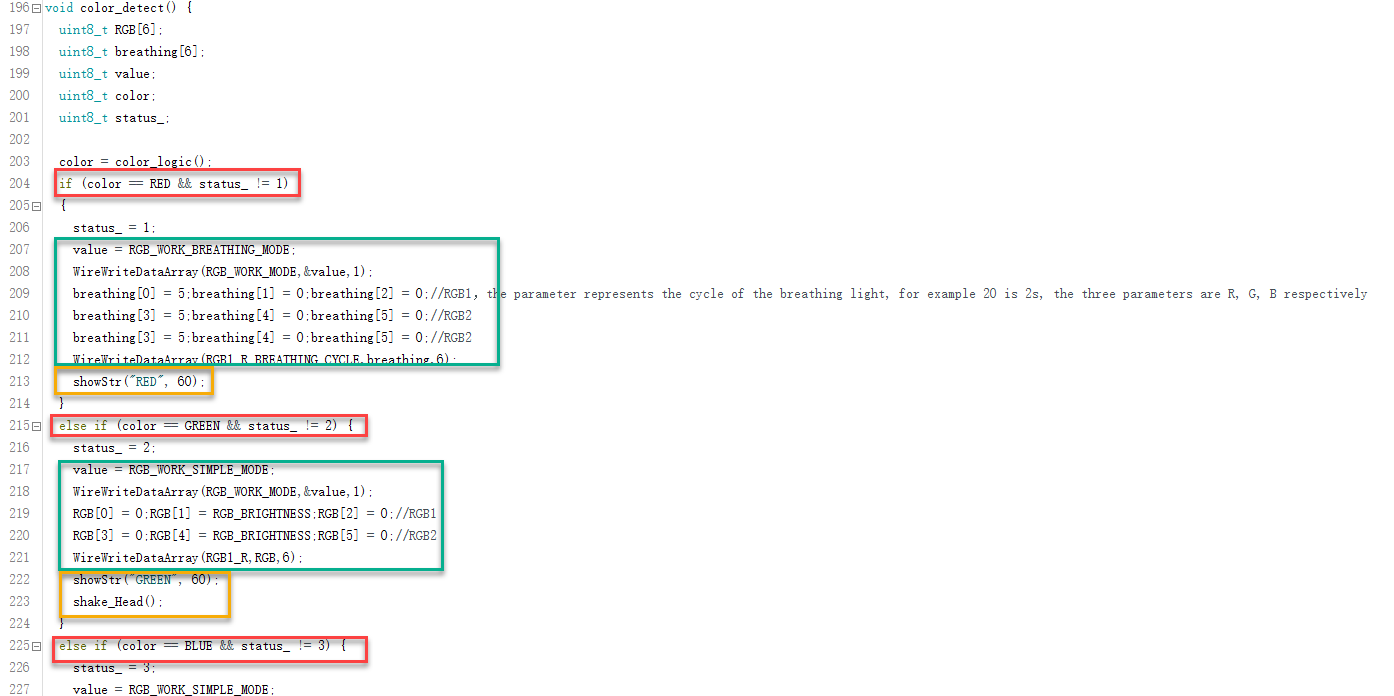 196 void color_detect() {
197 uint8_t RGB[6];
198 uint8_t breathing[6];
199 uint8_t value;
200 uint8_t color;
201 uint8_t status_;
202
203 color = color_logic();
204 if (color == RED && status_ != 1)
205 {
206 status_ = 1;
207 value = RGB_WORK_BREATHING_MODE;
208 WireWriteDataArray(RGB_WORK_MODE,&value,1);
209 breathing[0] = 5;breathing[1] = 0;breathing[2] = 0;//RGB1, the parameter represents the cycle of the breathing light, for example 20 is 2s, the three parameters are R, G, B respectively
210 breathing[3] = 5;breathing[4] = 0;breathing[5] = 0;//RGB2
211 breathing[3] = 5;breathing[4] = 0;breathing[5] = 0;//RGB2
212 WireWriteDataArray(RGB1_R_BREATHING_CYCLE,breathing,6);
213 showStr("RED", 60);
214 }
215 else if (color == GREEN && status_ != 2) {
216 status_ = 2;
217 value = RGB_WORK_SIMPLE_MODE;
218 WireWriteDataArray(RGB_WORK_MODE,&value,1);
219 RGB[0] = 0;RGB[1] = RGB_BRIGHTNESS;RGB[2] = 0;//RGB1
220 RGB[3] = 0;RGB[4] = RGB_BRIGHTNESS;RGB[5] = 0;//RGB2
221 WireWriteDataArray(RGB1_R,RGB,6);
222 showStr("GREEN", 60);
223 shake_Head();
224 }
225 else if (color == BLUE && status_ != 3) {
226 status_ = 3;
227 value = RGB_WORK_SIMPLE_MODE;